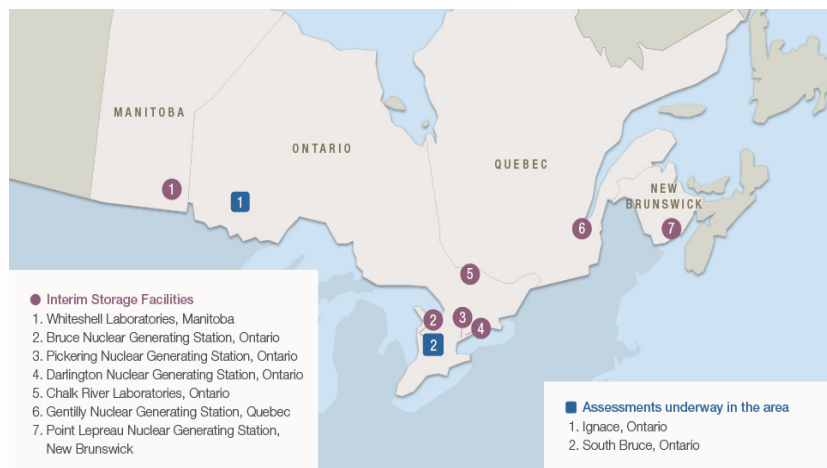 MANITOBA
ONTARIO
QUEBEC
NEW
BRUNSWICK
1
1
6
7
5
2
3
4
2
Interim Storage Facilities
1. Whiteshell Laboratories, Manitoba
2. Bruce Nuclear Generating Station, Ontario
3. Pickering Nuclear Generating Station, Ontario
4. Darlington Nuclear Generating Station, Ontario
5. Chalk River Laboratories, Ontario
6. Gentilly Nuclear Generating Station, Quebec
7. Point Lepreau Nuclear Generating Station,
New Brunswick
Assessments underway in the area
1. Ignace, Ontario
2. South Bruce, Ontario